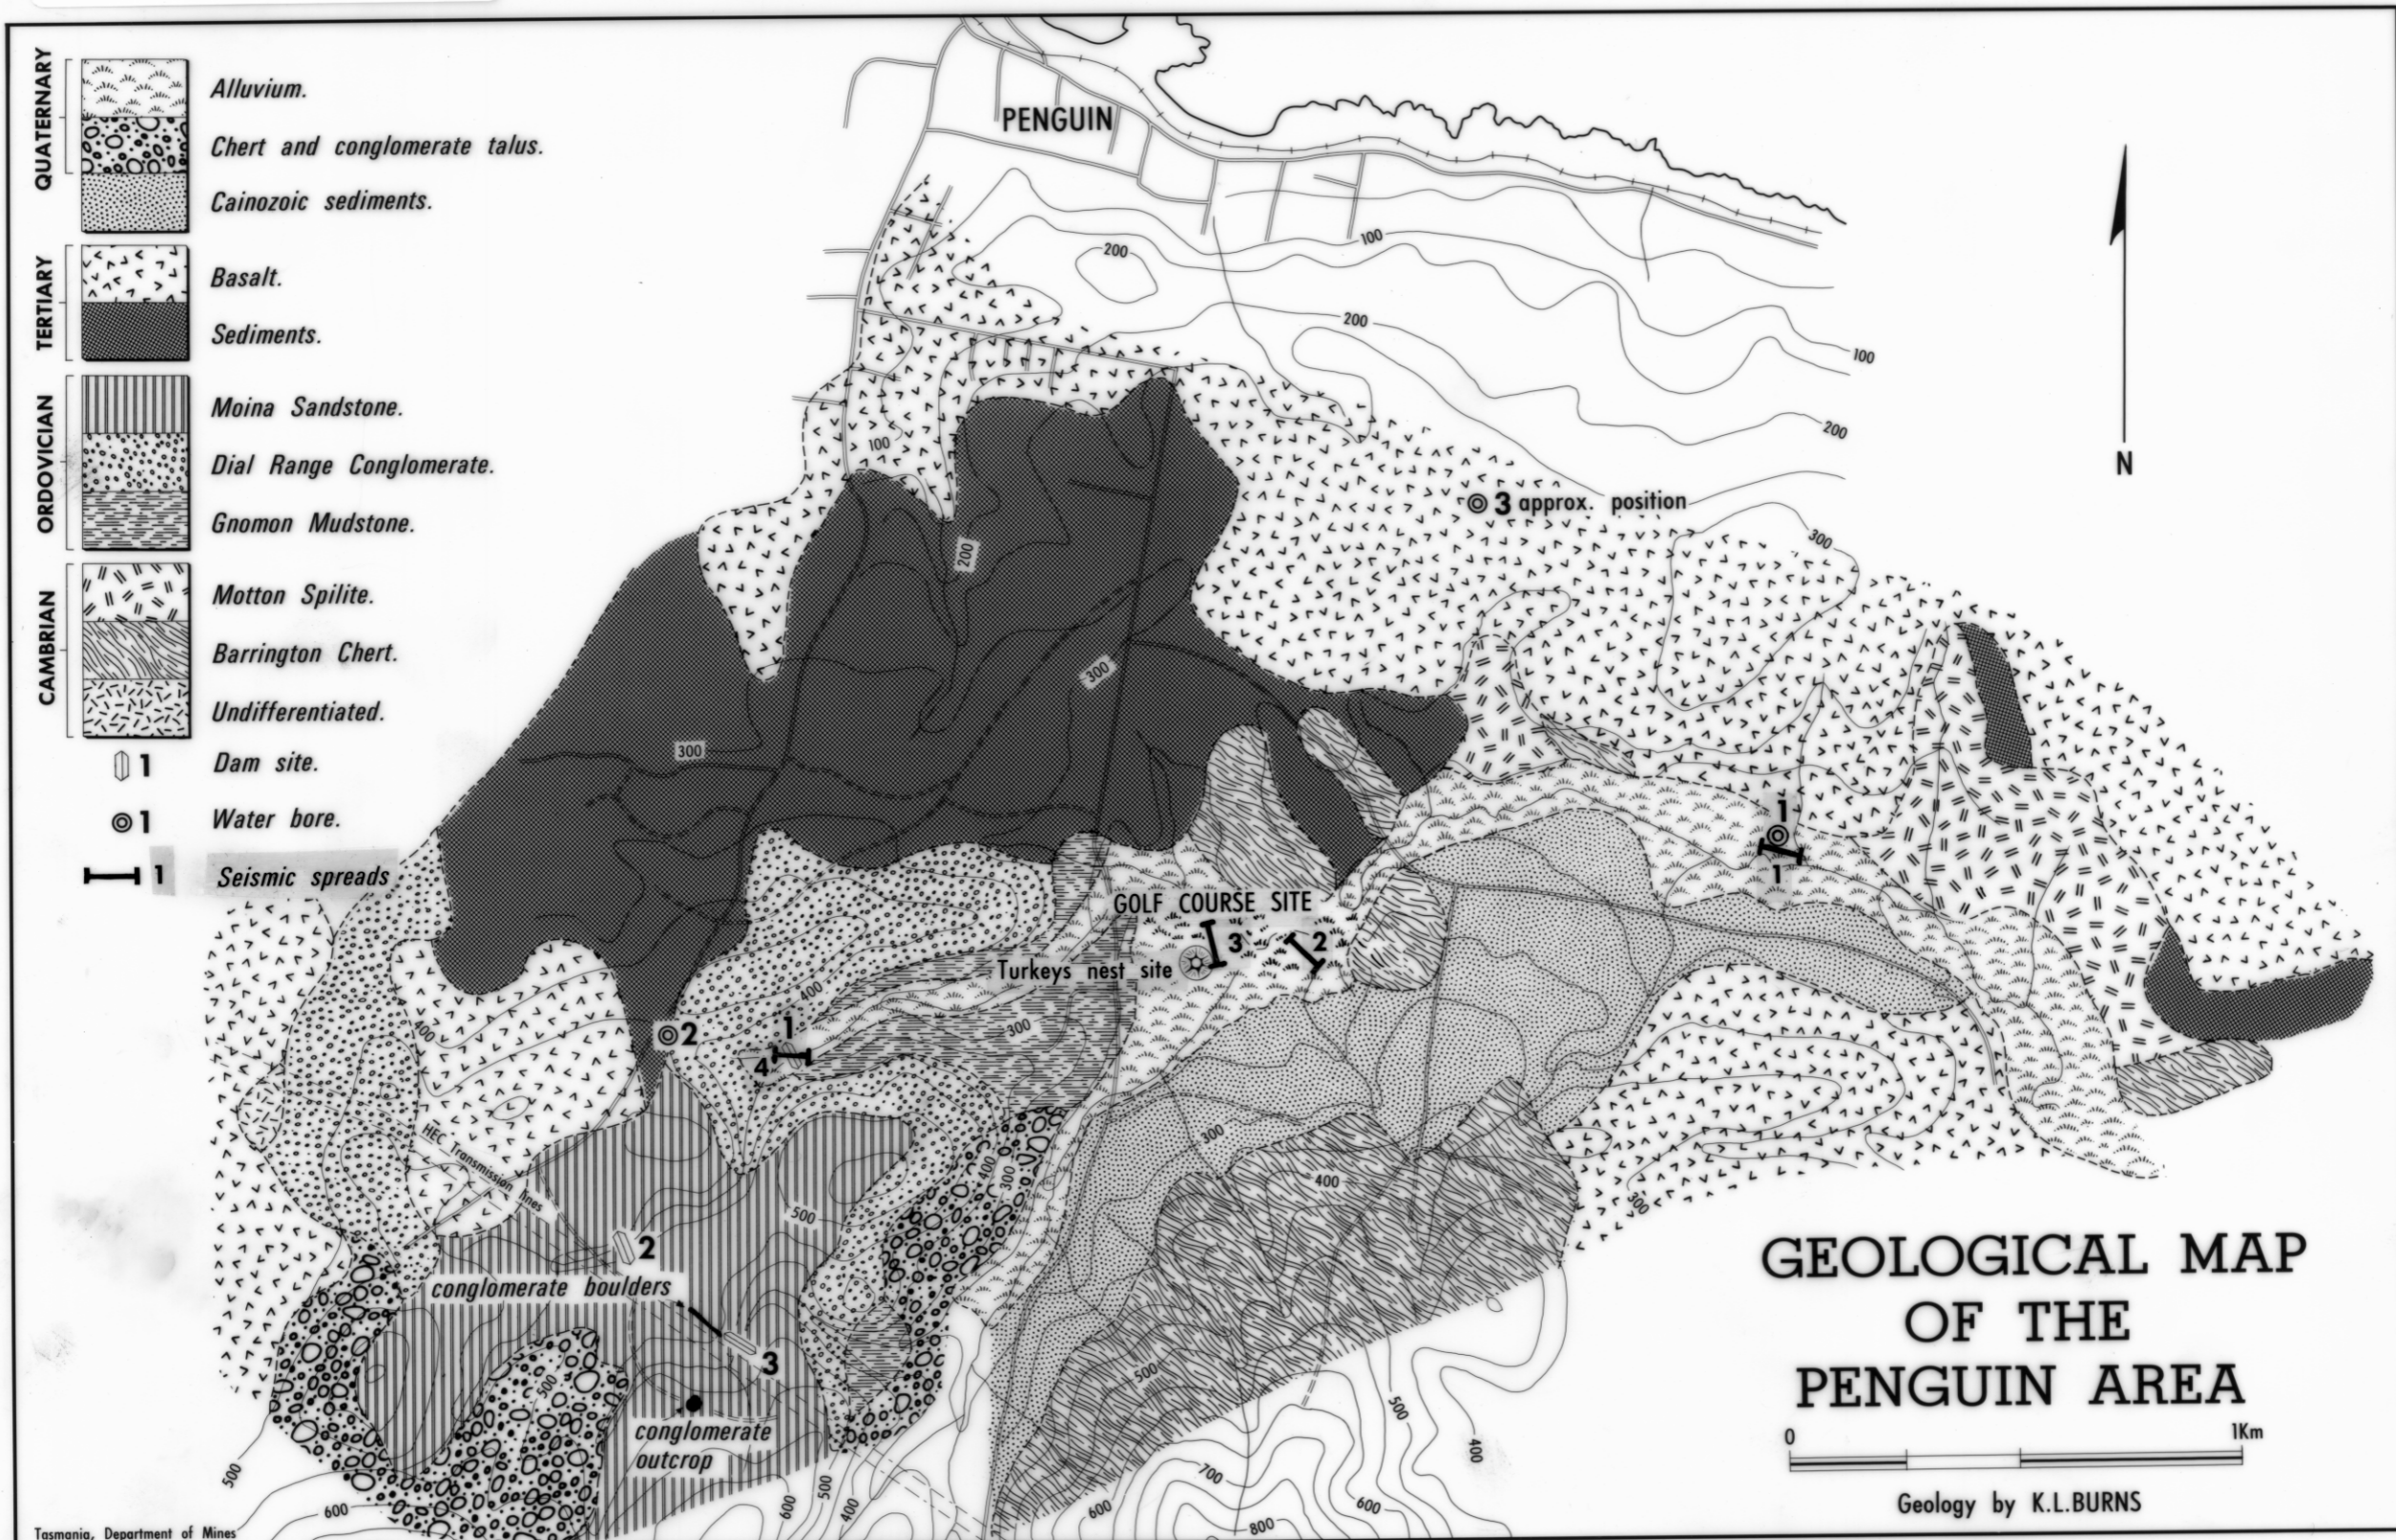 QUATERNARY
Alluvium.
Chert and conglomerate talus.
Cainozoic sediments.
TERTIARY
Basalt.
Sediments.
ORDOVICIAN
Moina Sandstone.
Dial Range Conglomerate.
Gnomon Mudstone.
CAMBRIAN
Motton Spilite.
Barrington Chert.
Undifferentiated.
1 Dam site.
1 Water bore.
1 Seismic spreads
PENGUIN
200
100
200
100
200
100
N
3 approx. position
300
200
300
300
1
1
GOLF COURSE SITE
3
2
Turkeys nest site
400
2
1
4
300
400
HEC Transmission lines
300
400
300
400
500
300
2
conglomerate boulders
3
500
500
conglomerate
outcrop
500
400
500
600
600
500
400
600
700
800
600
GEOLOGICAL MAP
OF THE
PENGUIN AREA
0 1Km
Geology by K.L.BURNS
Tasmania, Department of Mines